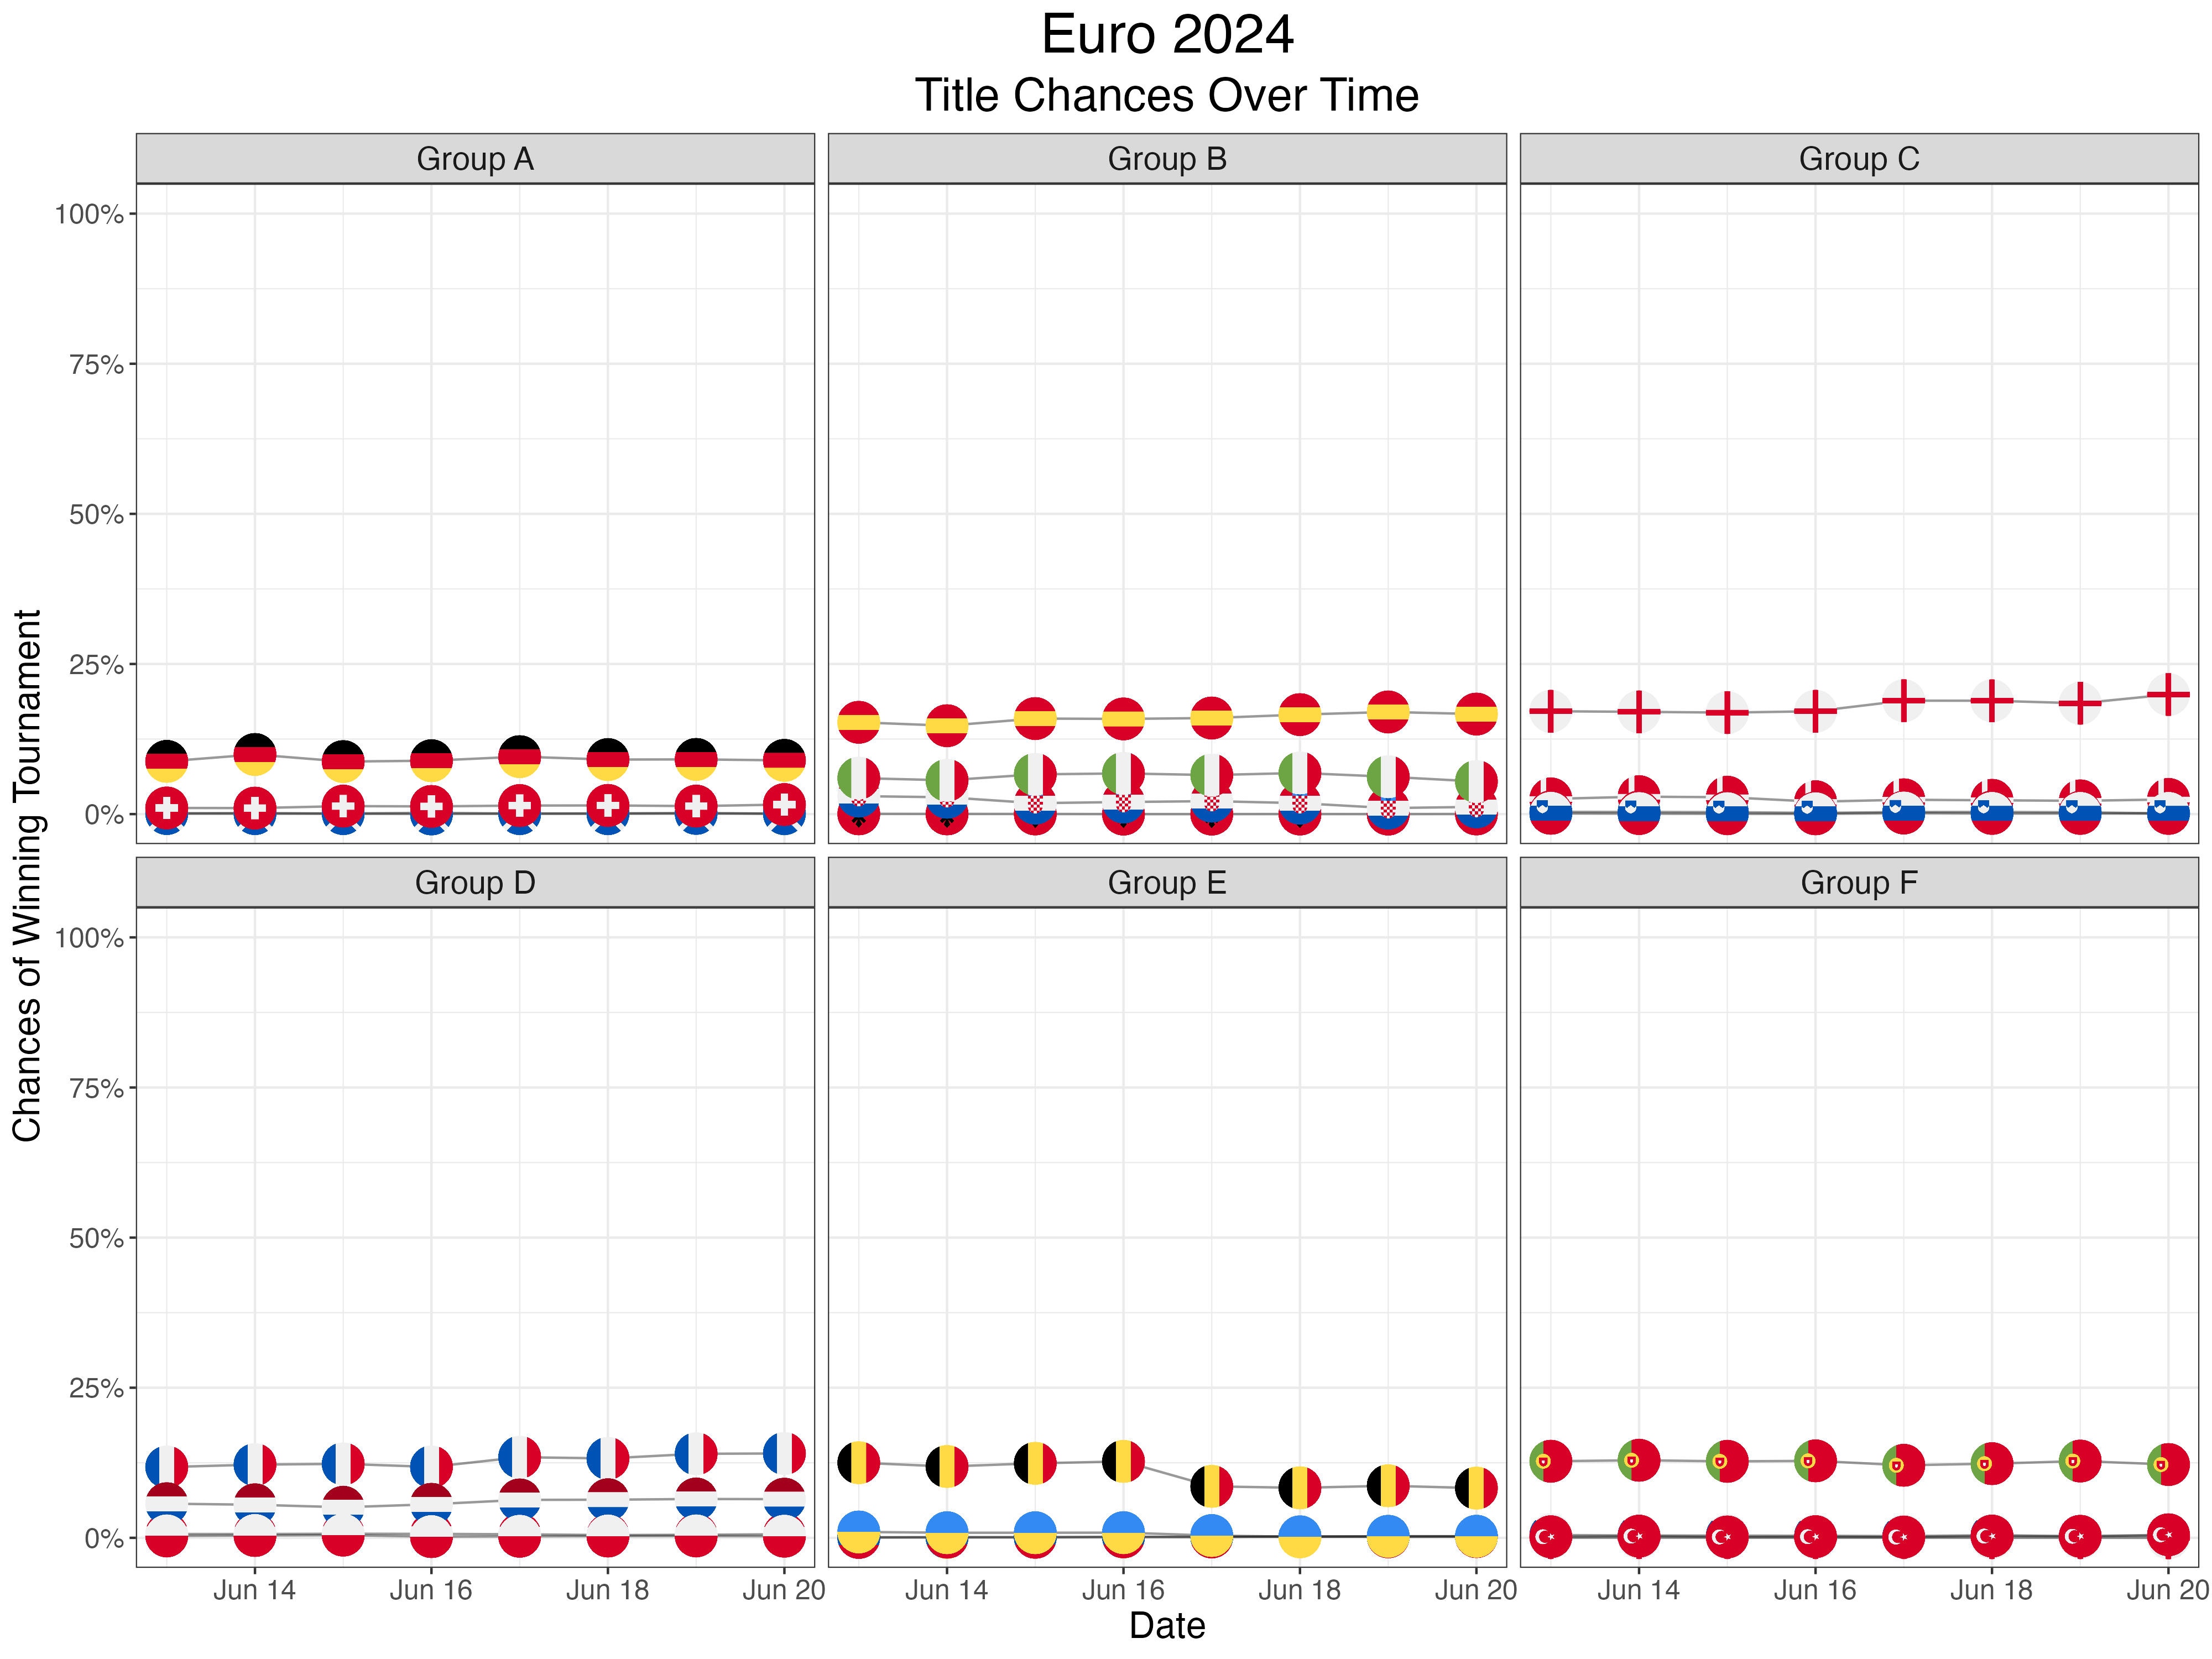 Euro 2024
Title Chances Over Time
Group A
Group B
Group C
100%
75%
50%
25%
0%
Group D
Group E
Group F
100%
75%
50%
25%
0%
Jun 14 Jun 16 Jun 18 Jun 20
Jun 14 Jun 16 Jun 18 Jun 20
Jun 14 Jun 16 Jun 18 Jun 20
Date
Chances of Winning Tournament